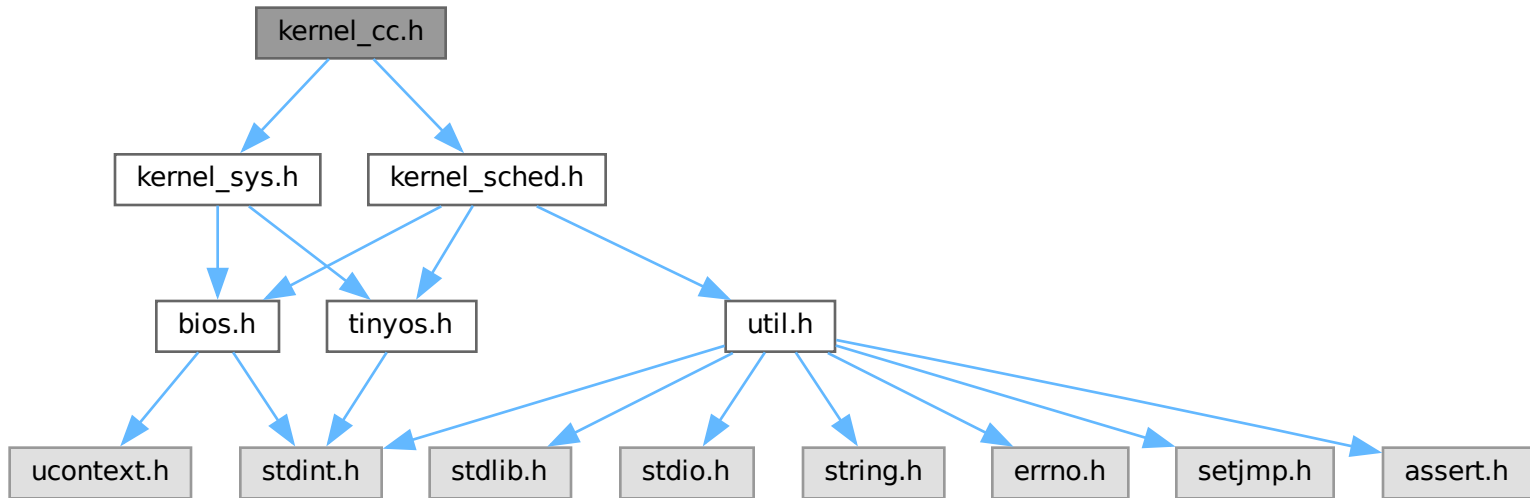 kernel_cc.h
kernel_sys.h
kernel_sched.h
bios.h
tinyos.h
util.h
ucontext.h
stdint.h
stdlib.h
stdio.h
string.h
errno.h
setjmp.h
assert.h